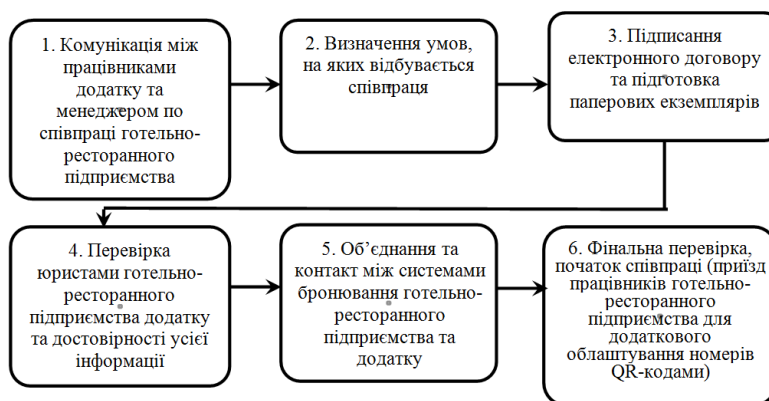 1. Комунікація між
працівниками
додатку та
менеджером по
співпраці готельно-
ресторанного
підприємства
2. Визначення умов,
на яких відбувається
співпраця
3. Підписання
електронного договору
та підготовка
паперових екземплярів
4. Перевірка
юристами готельно-
ресторанного
підприємства додатку
та достовірності усієї
інформації
5. Об’єднання та
контакт між системами
бронювання готельно-
ресторанного
підприємства та
додатку
6. Фінальна перевірка,
початок співпраці (приїзд
працівників готельно-
ресторанного
підприємства для
додаткового
облаштування номерів
QR-кодами)